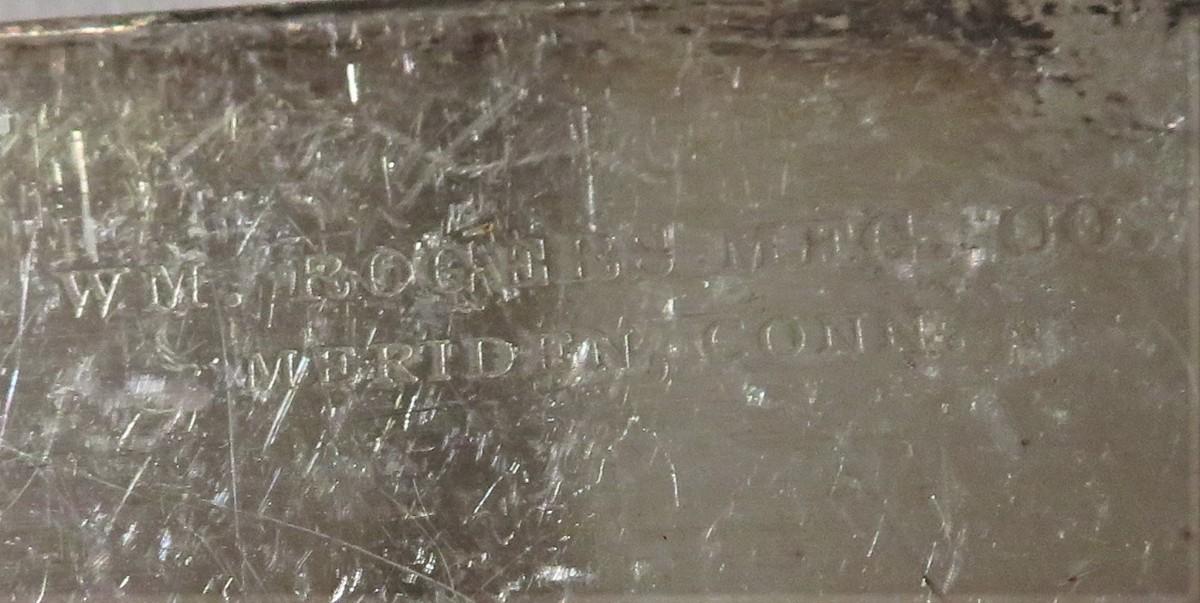 WM. ROGERS MFG. CO.
MERIDEN, CONN.